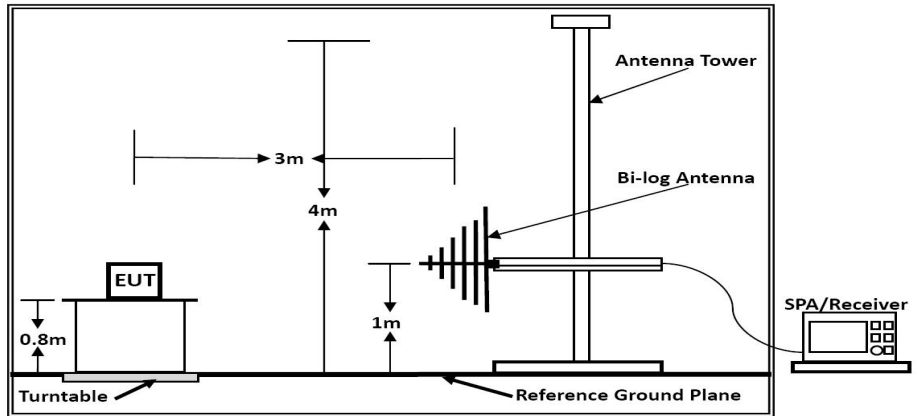 Antenna Tower
3m
Bi-log Antenna
4m
EUT
SPA/Receiver
1m
0.8m
Turntable
Reference Ground Plane